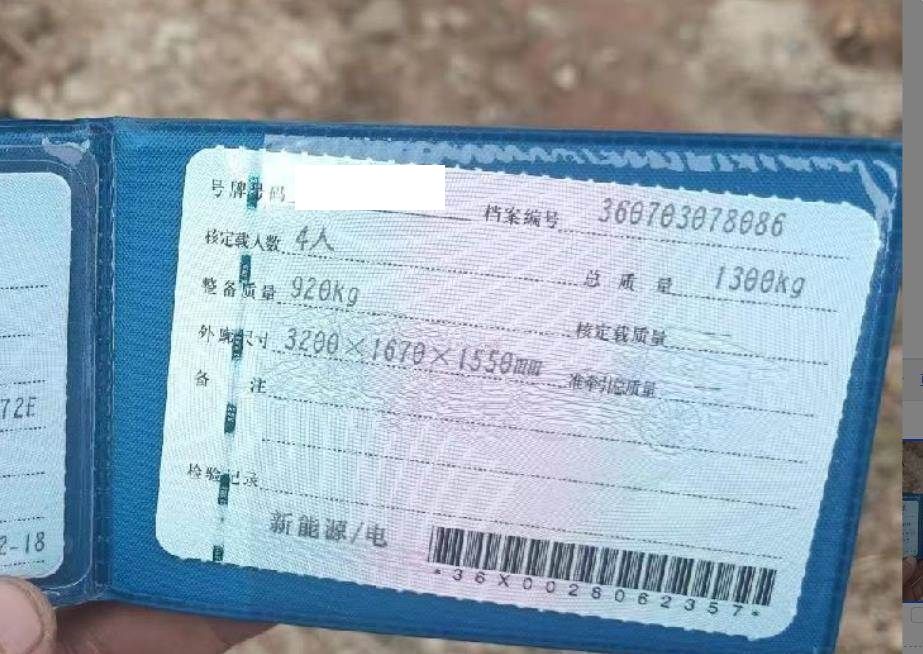 号牌号码 档案编号 360703078086
核定载人数 4人 总质量 1300kg
整备质量 920kg 核定载质量 —
外廓尺寸 3200×1670×1550mm 准牵引总质量 —
备注
检验记录
新能源/电
*36X0028062357*
72E
2-18